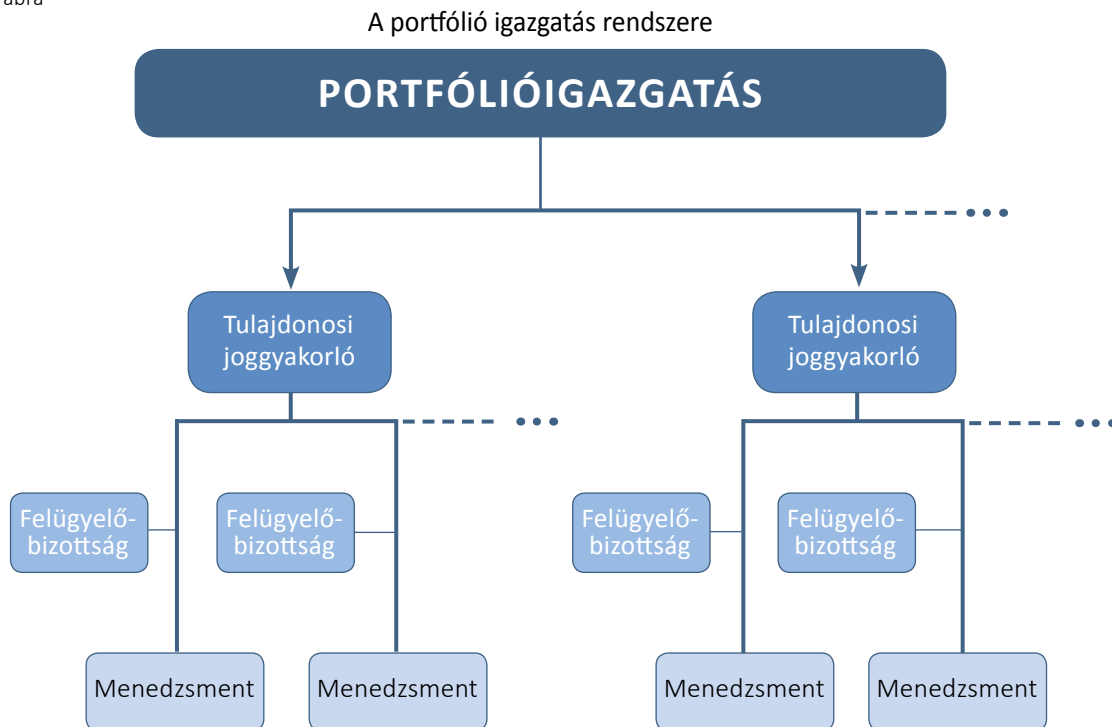 ábra
A portfólió igazgatás rendszere
PORTFÓLIÓIGAZGATÁS
Tulajdonosi
joggyakorló
Tulajdonosi
joggyakorló
Felügyelő-
bizottság
Felügyelő-
bizottság
Felügyelő-
bizottság
Felügyelő-
bizottság
Menedzsment
Menedzsment
Menedzsment
Menedzsment